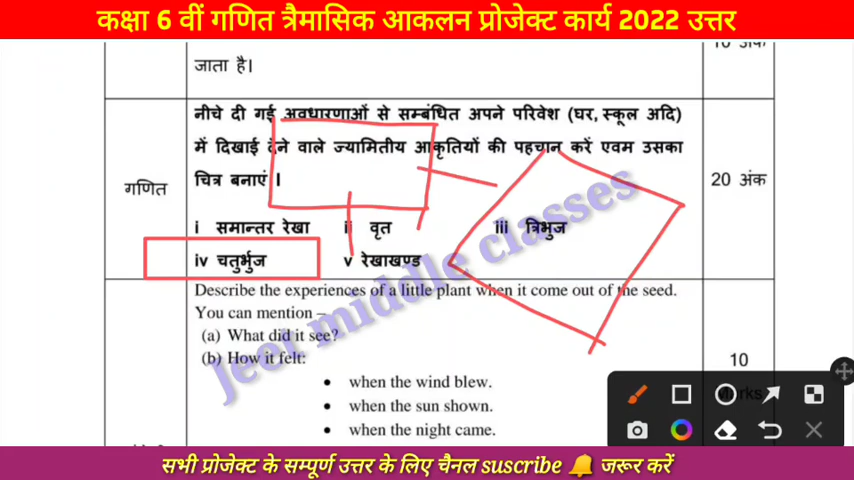 कक्षा 6 वीं गणित त्रैमासिक आकलन प्रोजेक्ट कार्य 2022 उत्तर
10 अंक
जाता है।
नीचे दी गई अवधारणाओं से सम्बंधित अपने परिवेश (घर, स्कूल अदि)
में दिखाई देने वाले ज्यामितीय आकृतियों की पहचान करें एवम उसका
चित्र बनाएं ।
गणित
20 अंक
i समान्तर रेखा ii वृत iii त्रिभुज
iv चतुर्भुज v रेखाखण्ड
Describe the experiences of a little plant when it come out of the seed.
You can mention –
(a) What did it see?
(b) How it felt:
10
Marks
• when the wind blew.
• when the sun shown.
• when the night came.
Jeet middle classes
सभी प्रोजेक्ट के सम्पूर्ण उत्तर के लिए चैनल suscribe 🔔 जरूर करें